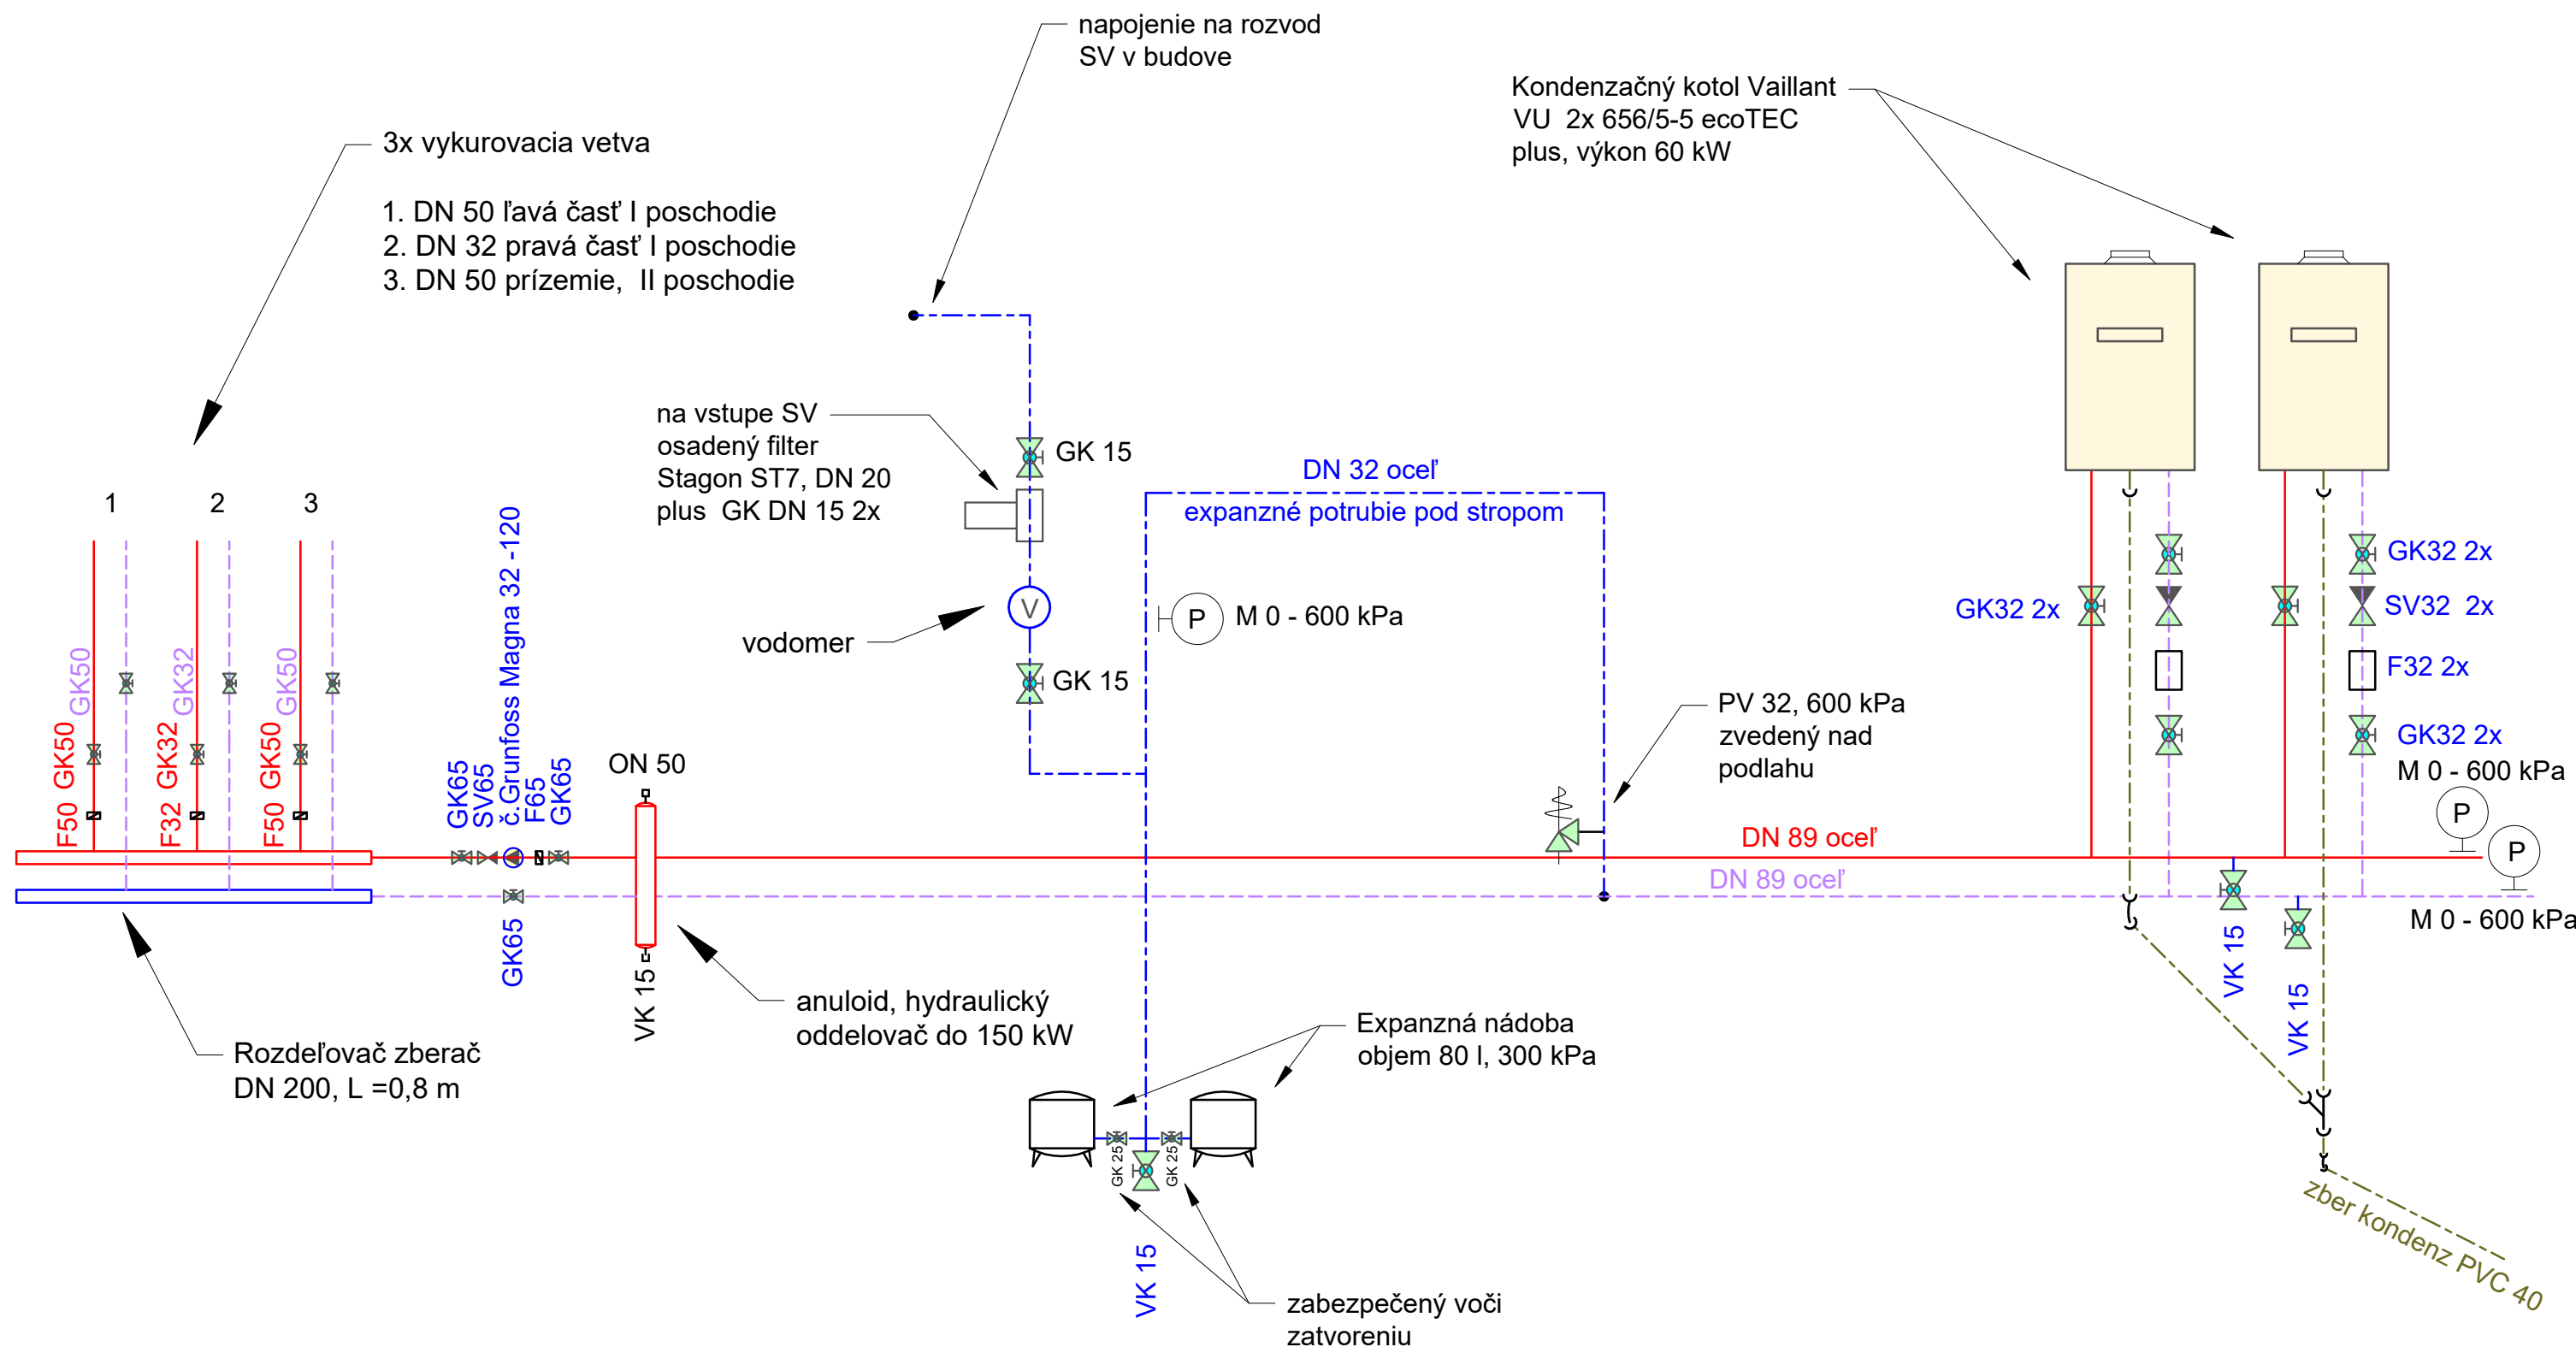 napojenie na rozvod
SV v budove
Kondenzačný kotol Vaillant
VU  2x 656/5-5 ecoTEC
plus, výkon 60 kW
3x vykurovacia vetva
1. DN 50 ľavá časť I poschodie
2. DN 32 pravá časť I poschodie
3. DN 50 prízemie,  II poschodie
na vstupe SV
osadený filter
Stagon ST7, DN 20
plus  GK DN 15 2x
GK 15
DN 32 oceľ
expanzné potrubie pod stropom
1
2
3
V
vodomer
GK 15
P
M 0 - 600 kPa
GK32 2x
GK32 2x
SV32  2x
F32 2x
GK32 2x
M 0 - 600 kPa
P
P
M 0 - 600 kPa
GK50
GK32
GK50
F50  GK50
F32  GK32
F50  GK50
GK65
SV65
č.Grunfoss Magna 32 -120
F65
GK65
GK65
ON 50
VK 15
PV 32, 600 kPa
zvedený nad
podlahu
DN 89 oceľ
DN 89 oceľ
VK 15
VK 15
anuloid, hydraulický
oddelovač do 150 kW
Rozdeľovač zberač
DN 200, L =0,8 m
Expanzná nádoba
objem 80 l, 300 kPa
GK 25
GK 25
VK 15
zabezpečený voči
zatvoreniu
zber kondenz PVC 40